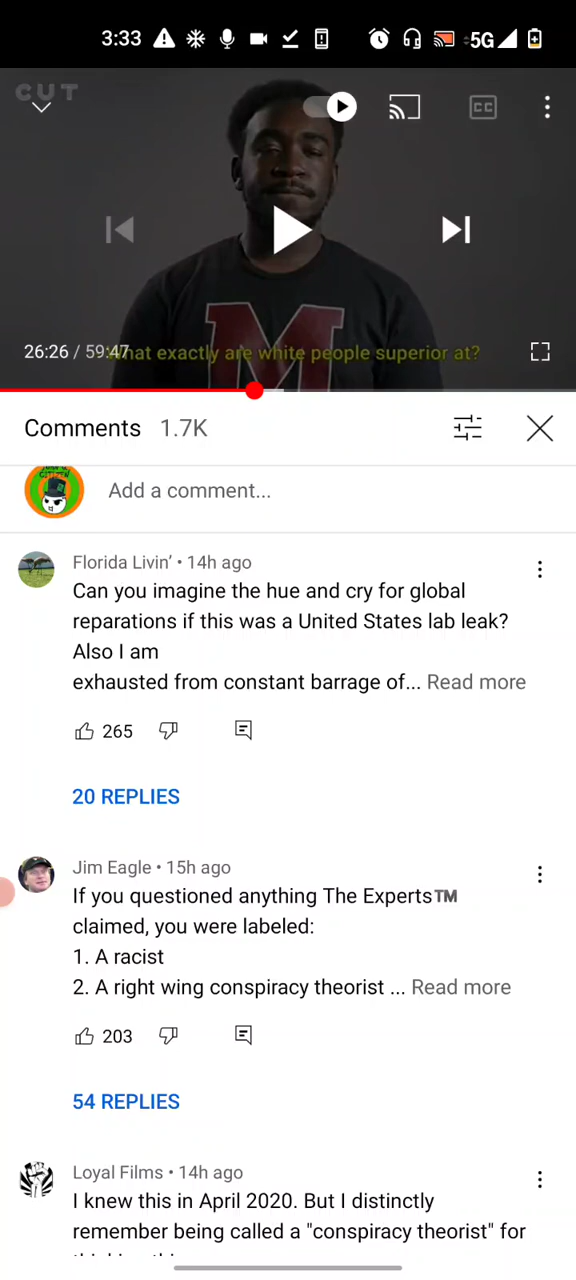 3:33
5G
CUT
CC
26:26 / 59:47
What exactly are white people superior at?
M
Comments 1.7K
Add a comment...
Florida Livin’ • 14h ago
Can you imagine the hue and cry for global
reparations if this was a United States lab leak?
Also I am
exhausted from constant barrage of... Read more
265
20 REPLIES
Jim Eagle • 15h ago
If you questioned anything The Experts™
claimed, you were labeled:
1. A racist
2. A right wing conspiracy theorist ... Read more
203
54 REPLIES
Loyal Films • 14h ago
I knew this in April 2020. But I distinctly
remember being called a "conspiracy theorist" for